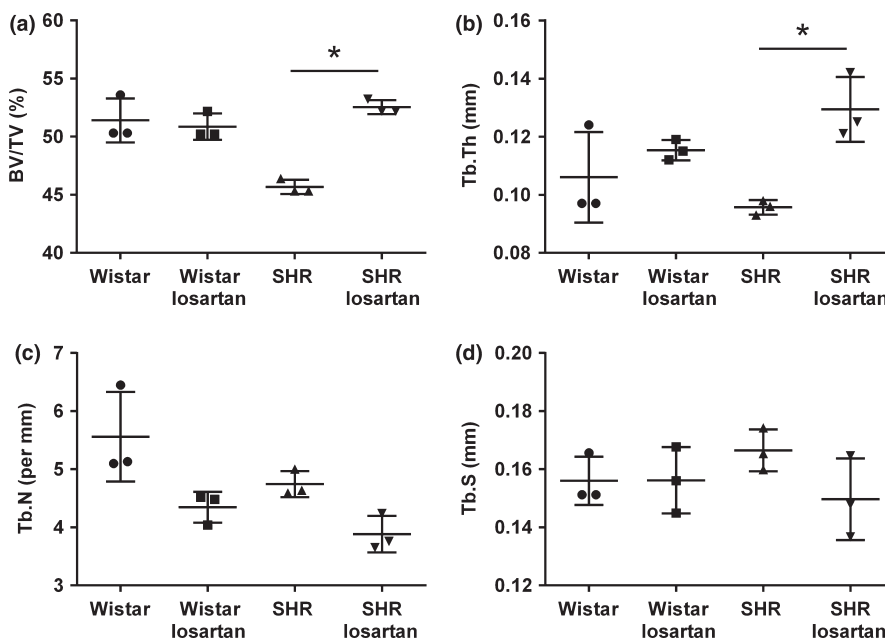 (a)
BV/TV (%)
60
55
50
45
40
*
Wistar
Wistar
losartan
SHR
SHR
losartan
(b)
Tb.Th (mm)
0.16
0.14
0.12
0.10
0.08
*
Wistar
Wistar
losartan
SHR
SHR
losartan
(c)
Tb.N (per mm)
7
6
5
4
3
Wistar
Wistar
losartan
SHR
SHR
losartan
(d)
Tb.S (mm)
0.20
0.18
0.16
0.14
0.12
Wistar
Wistar
losartan
SHR
SHR
losartan